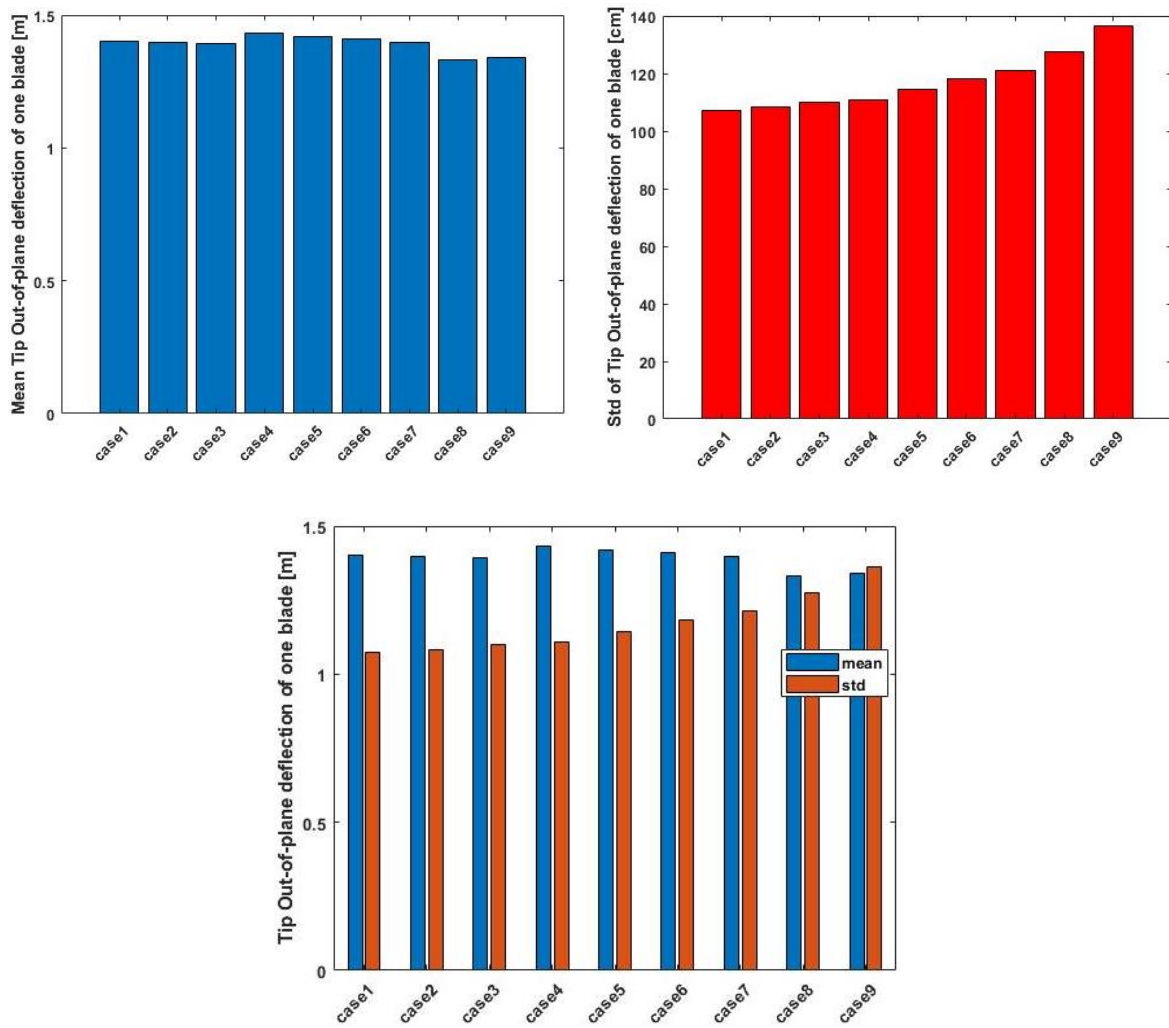 Mean Tip Out-of-plane deflection of one blade [m]
1.5
1
0.5
0
case1
case2
case3
case4
case5
case6
case7
case8
case9
Std of Tip Out-of-plane deflection of one blade [cm]
140
120
100
80
60
40
20
0
case1
case2
case3
case4
case5
case6
case7
case8
case9
Tip Out-of-plane deflection of one blade [m]
1.5
1
0.5
0
mean
std
case1
case2
case3
case4
case5
case6
case7
case8
case9